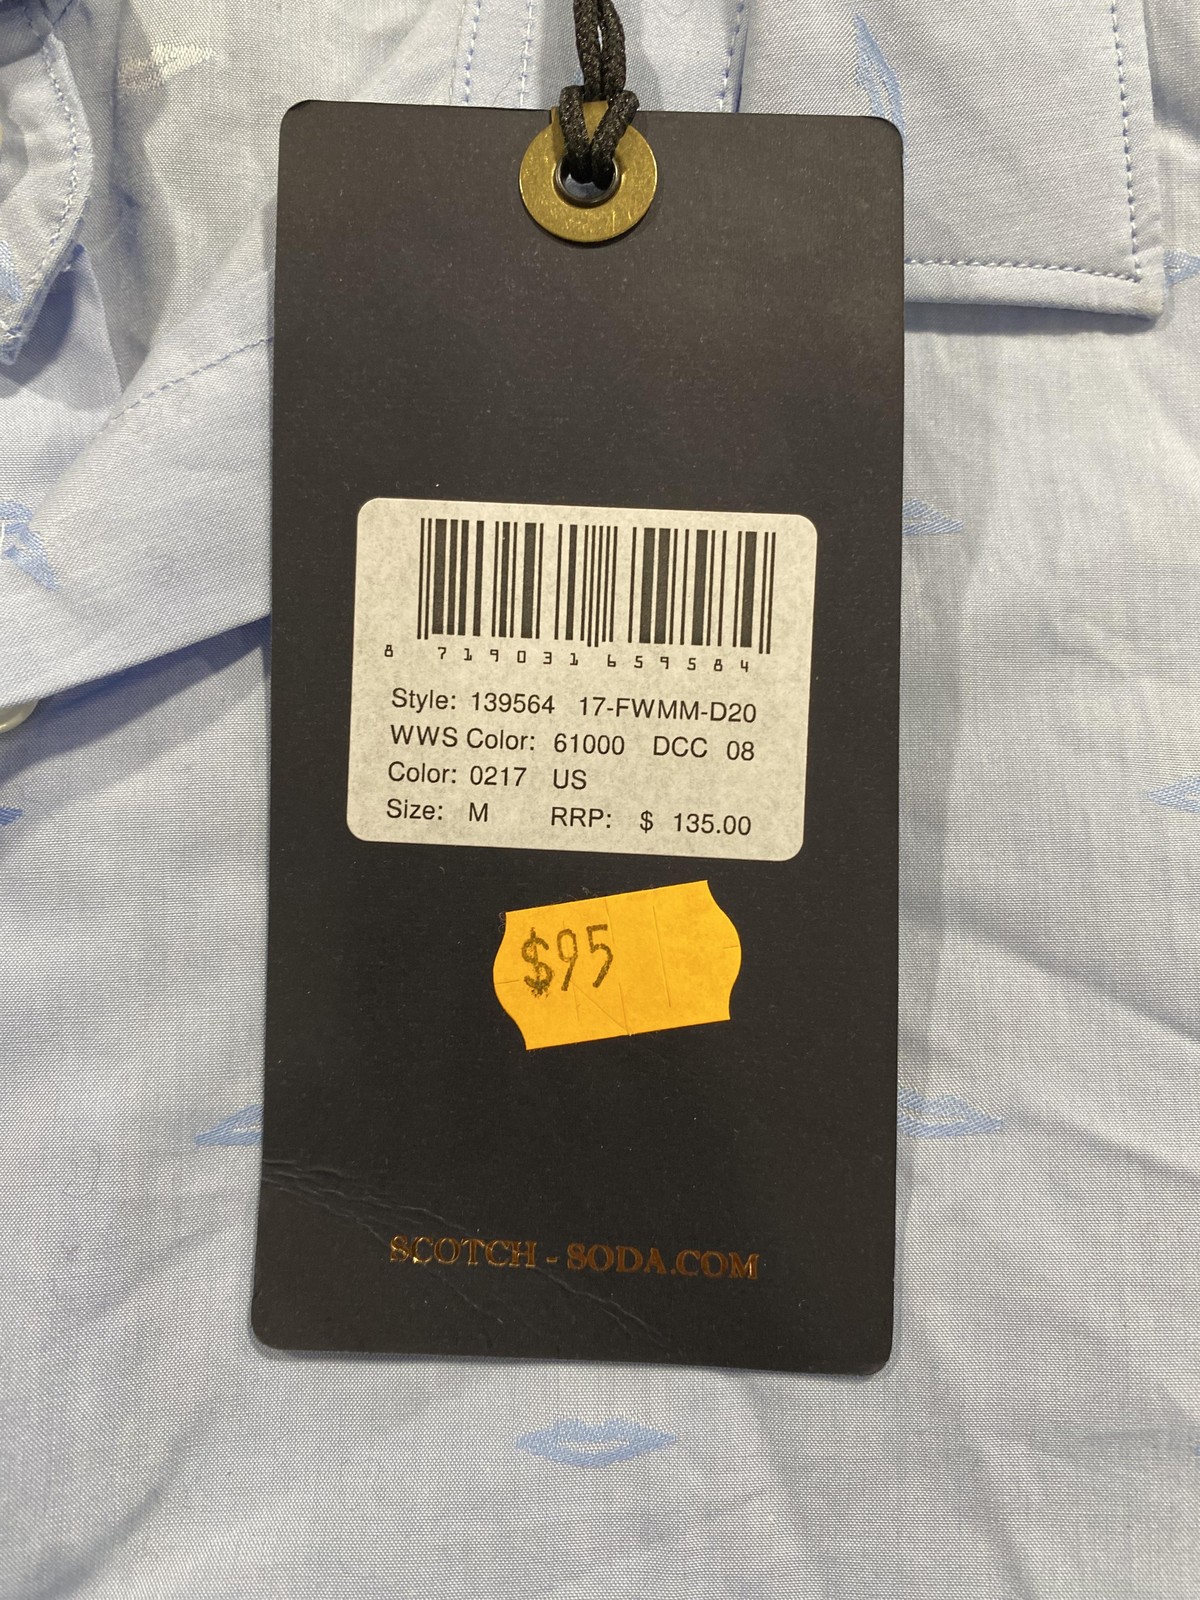 8 719031 659584
Style: 139564 17-FWMM-D20
WWS Color: 61000 DCC 08
Color: 0217 US
Size: M RRP: $ 135.00
$95
SCOTCH - SODA.COM